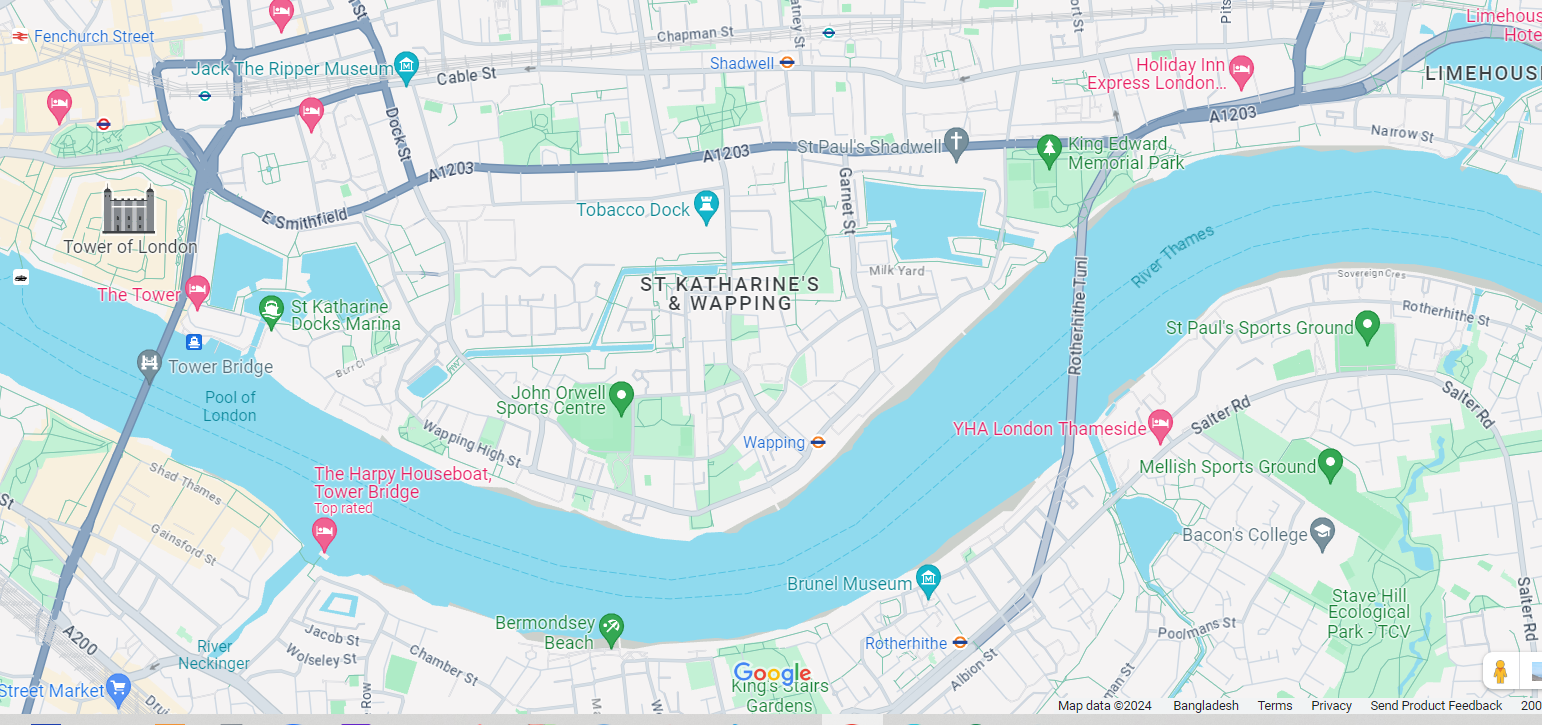 Fenchurch Street
Jack The Ripper Museum
Cable St
Chapman St
Shadwell
Holiday Inn
Express London...
Limehous
Hote
LIMEHOUS
A1203
Narrow St
Dock St
A1203
A1203
St Paul's Shadwell
King Edward
Memorial Park
Garnet St
Tobacco Dock
E Smithfield
Tower of London
River Thames
Milk Yard
Sovereign Cres
ST KATHARINE'S
& WAPPING
The Tower
St Katharine
Docks Marina
Rotherhithe Tunl
Rotherhithe St
St Paul's Sports Ground
Tower Bridge
Burr Cl
Pool of
London
John Orwell
Sports Centre
Salter Rd
Salter Rd
Wapping High St
Wapping
YHA London Thameside
Shad Thames
The Harpy Houseboat,
Tower Bridge
Top rated
Mellish Sports Ground
St
Gainsford St
Bacon's College
Brunel Museum
Stave Hill
Ecological
Park - TCV
Salter Rd
Bermondsey
Beach
Rotherhithe
Poolmans St
A200
River
Neckinger
Jacob St
Wolseley St
Chamber St
Albion St
Street Market
Google
King's Stairs
Gardens
Map data ©2024 Bangladesh Terms Privacy Send Product Feedback 200